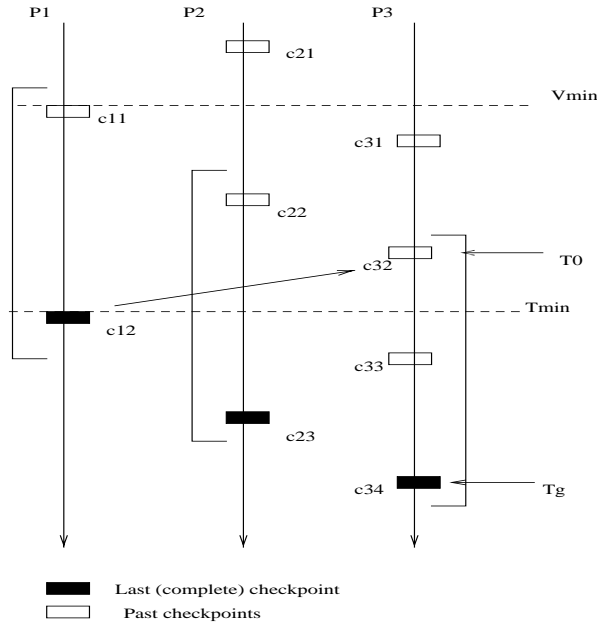 P1 P2 P3
c21
Vmin
c11
c31
c22
c32 T0
Tmin
c12
c33
c23
c34 Tg
Last (complete) checkpoint
Past checkpoints